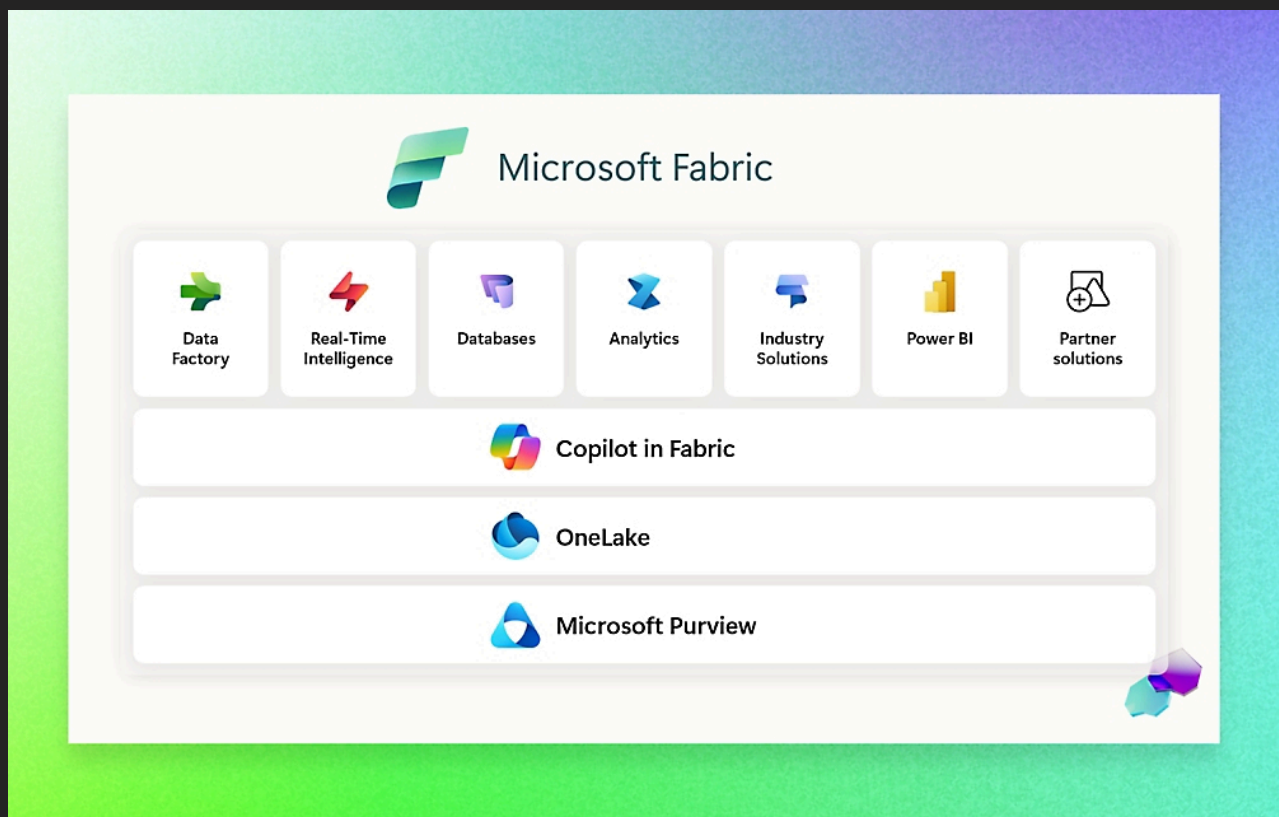 Microsoft Fabric
Data
Factory
Real-Time
Intelligence
Databases
Analytics
Industry
Solutions
Power BI
Partner
solutions
Copilot in Fabric
OneLake
Microsoft Purview